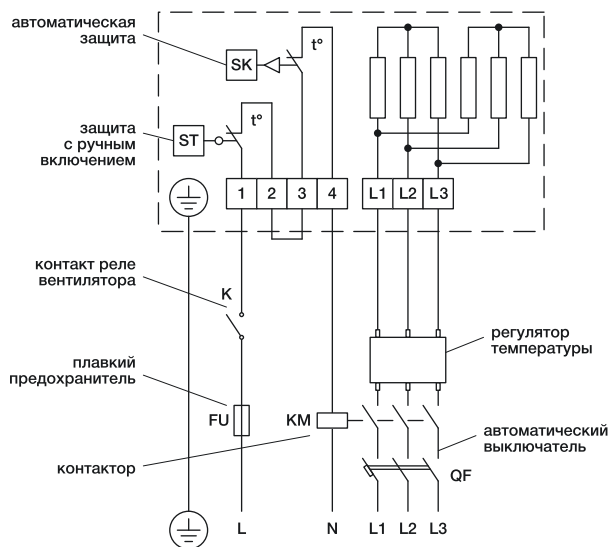 автоматическая
защита
SK
t°
защита
с ручным
включением
ST
t°
1 2 3 4 L1 L2 L3
контакт реле
вентилятора
K
регулятор
температуры
плавкий
предохранитель
FU
KM
контактор
автоматический
выключатель
QF
L N L1 L2 L3